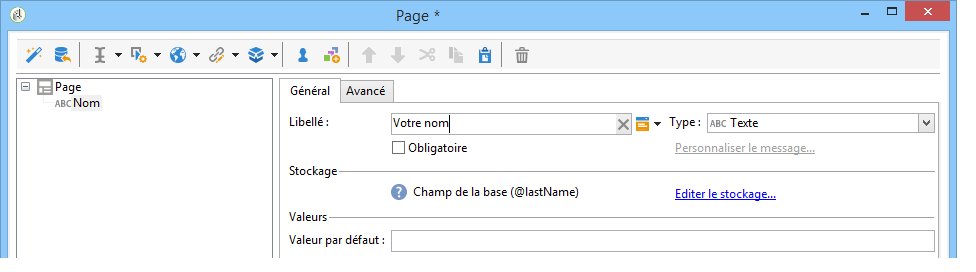 Page *
Page
ABC Nom
Général Avancé
Libellé : Votre nom Type : ABC Texte
Obligatoire Personnaliser le message...
Stockage
? Champ de la base (@lastName) Editer le stockage...
Valeurs
Valeur par défaut :